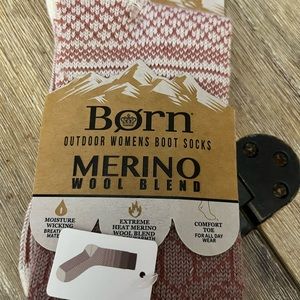 Børn
OUTDOOR WOMENS BOOT SOCKS
MERINO
WOOL BLEND
MOISTURE
WICKING
EXTREME
HEAT MERINO
WOOL BLEND
COMFORT
TOE
FOR ALL DAY
WEAR